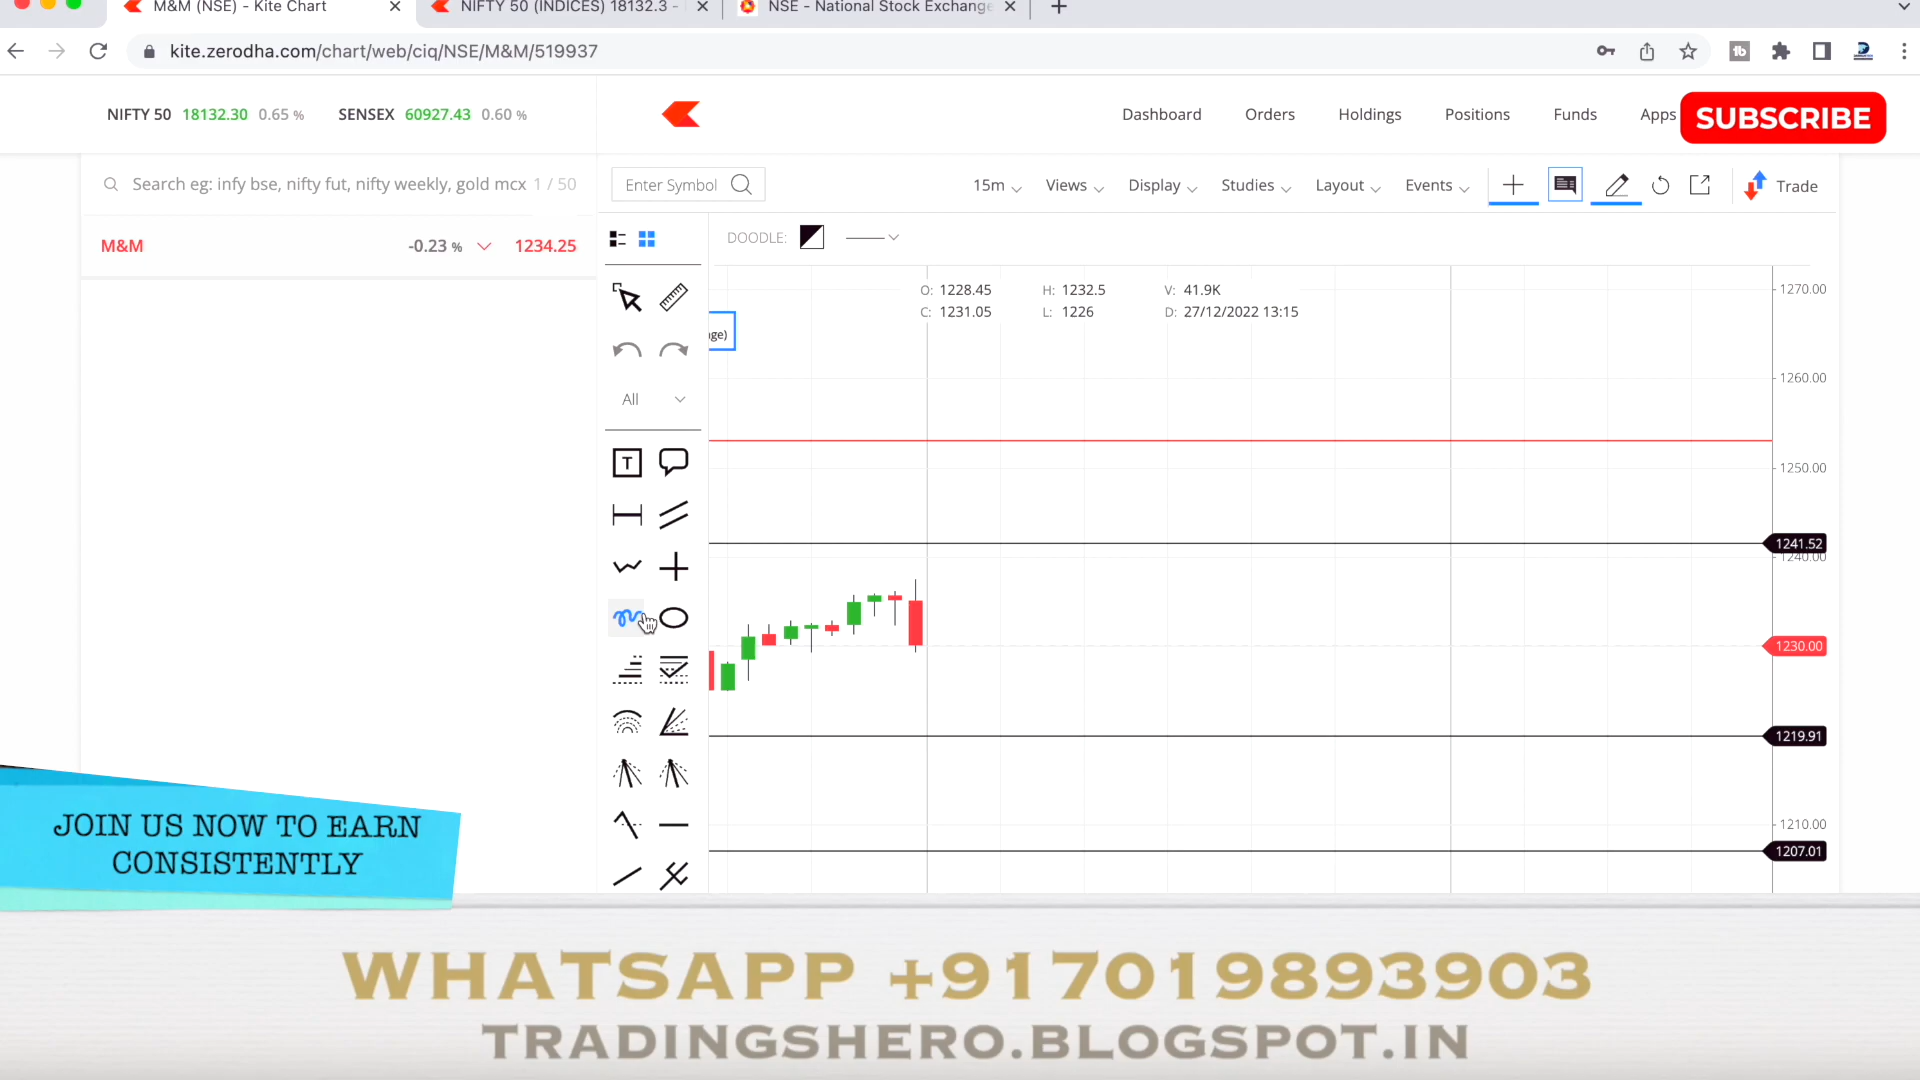 M&M (NSE) - Kite Chart
NIFTY 50 (INDICES) 18132.3 -
NSE - National Stock Exchange
kite.zerodha.com/chart/web/ciq/NSE/M&M/519937
NIFTY 50 18132.30 0.65 %
SENSEX 60927.43 0.60 %
Dashboard
Orders
Holdings
Positions
Funds
Apps
SUBSCRIBE
Search eg: infy bse, nifty fut, nifty weekly, gold mcx 1 / 50
M&M -0.23 % 1234.25
Enter Symbol
15m
Views
Display
Studies
Layout
Events
Trade
DOODLE:
O: 1228.45 H: 1232.5 V: 41.9K
C: 1231.05 L: 1226 D: 27/12/2022 13:15
ge)
All
T
1270.00
1260.00
1250.00
1241.52
1240.00
1230.00
1219.91
1210.00
1207.01
JOIN US NOW TO EARN
CONSISTENTLY
WHATSAPP +917019893903
TRADINGSHERO.BLOGSPOT.IN